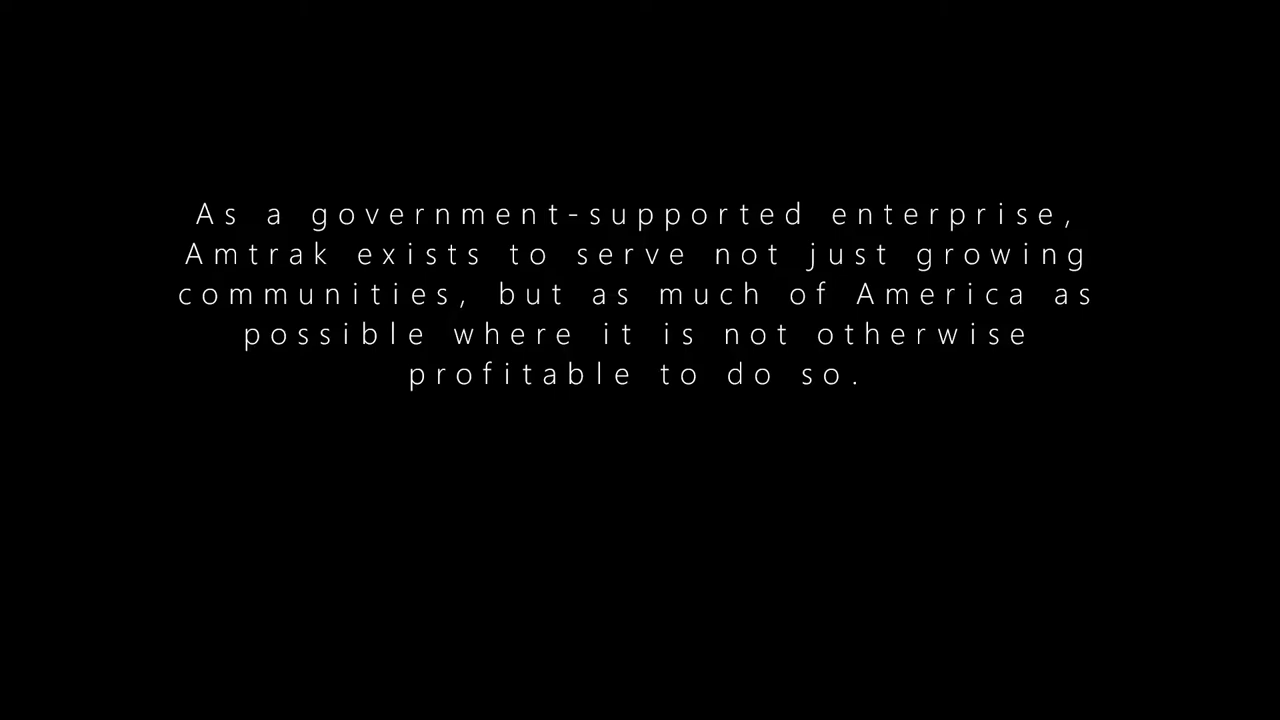 As a government-supported enterprise,
Amtrak exists to serve not just growing
communities, but as much of America as
possible where it is not otherwise
profitable to do so.